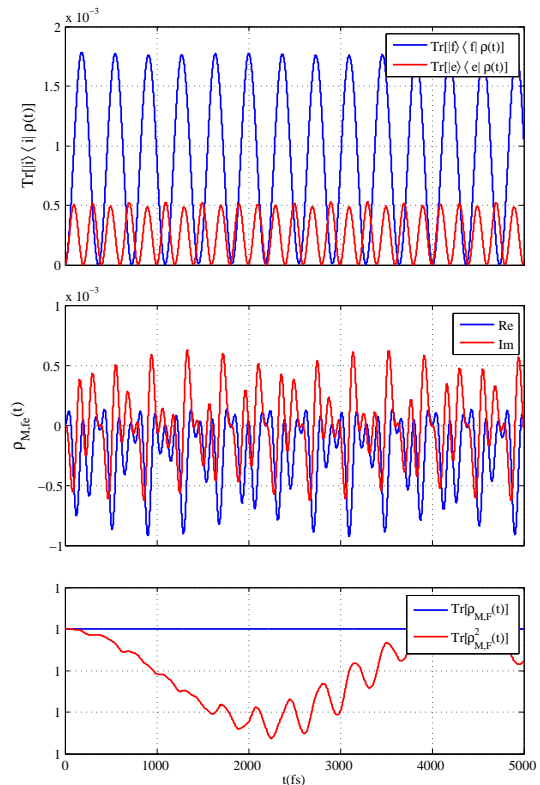 x 10⁻³
2
1.5
1
0.5
0
Tr[|i⟩⟨i| ρ(t)]
Tr[|f⟩⟨f| ρ(t)]
Tr[|e⟩⟨e| ρ(t)]
x 10⁻³
1
0.5
0
−0.5
−1
ρM,fe(t)
Re
Im
1
1
1
1
1
Tr[ρM,F(t)]
Tr[ρ²M,F(t)]
0 1000 2000 3000 4000 5000
t(fs)